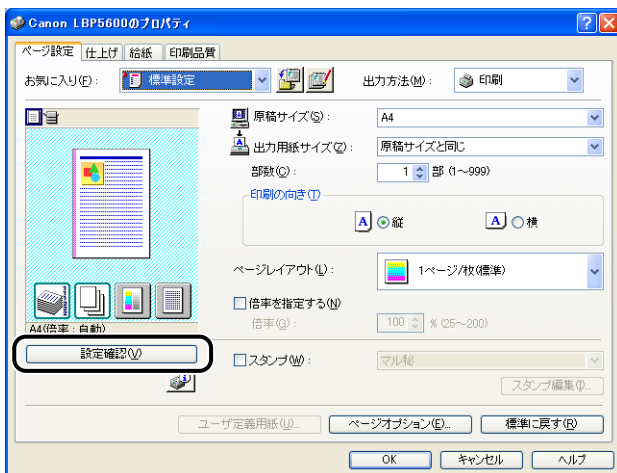 Canon LBP5600のプロパティ
ページ設定 仕上げ 給紙 印刷品質
お気に入り(F): 標準設定 出力方法(M): 印刷
原稿サイズ(S): A4
出力用紙サイズ(Z): 原稿サイズと同じ
部数(C): 1 部 (1~999)
印刷の向き(T)
A 縦 A 横
ページレイアウト(L): 1ページ/枚(標準)
倍率を指定する(N)
倍率(G): 100 % (25~200)
A4(倍率:自動)
設定確認(V)
スタンプ(W): マル秘
スタンプ編集(I)...
ユーザ定義用紙(U)... ページオプション(E)... 標準に戻す(R)
OK キャンセル ヘルプ